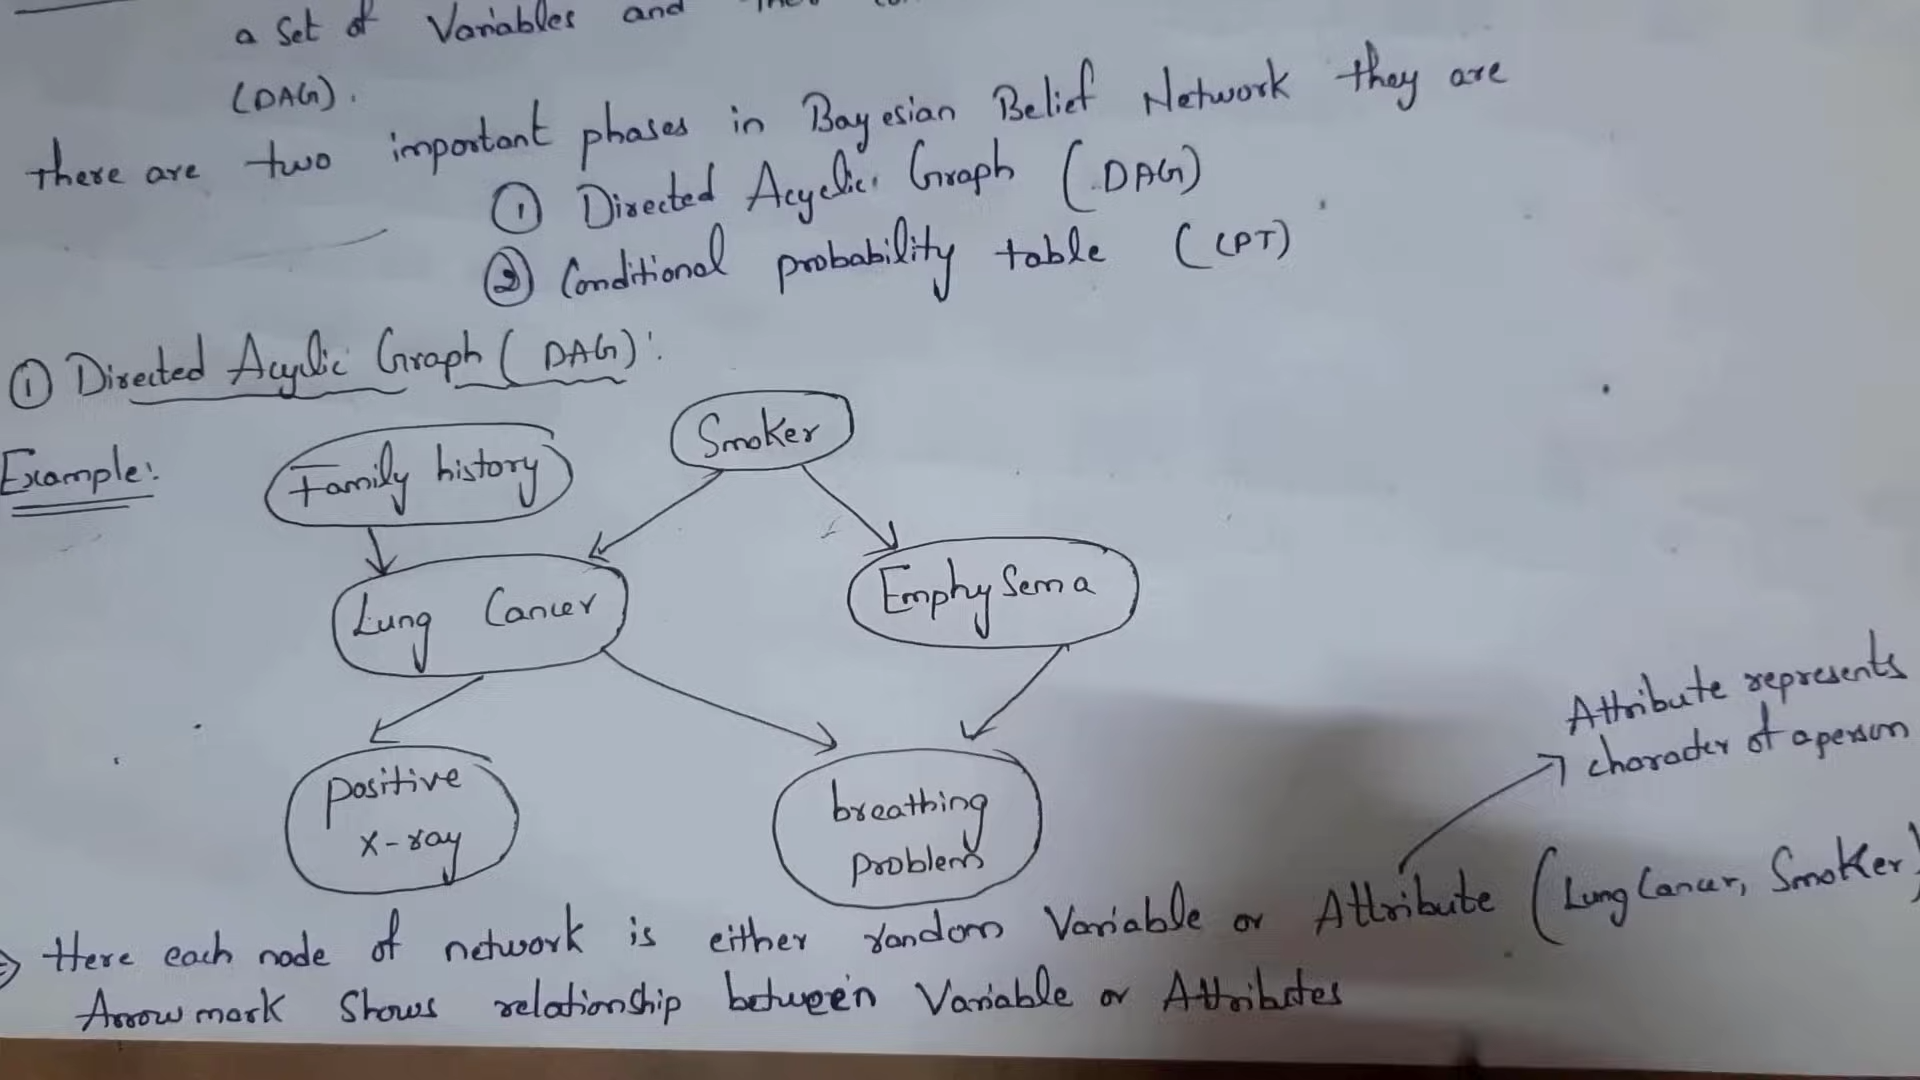 a Set of Variables and
(DAG).
there are two important phases in Bayesian Belief Network they are
① Directed Acyclic Graph (DAG)
② Conditional probability table (CPT)
① Directed Acyclic Graph (DAG):
Example:
Family history
Smoker
Lung Cancer
Emphysema
positive
x-ray
breathing
problem
Attribute represents
character of a person
Here each node of network is either random Variable or Attribute (Lung Cancer, Smoker)
Arrow mark Shows relationship between Variable or Attributes